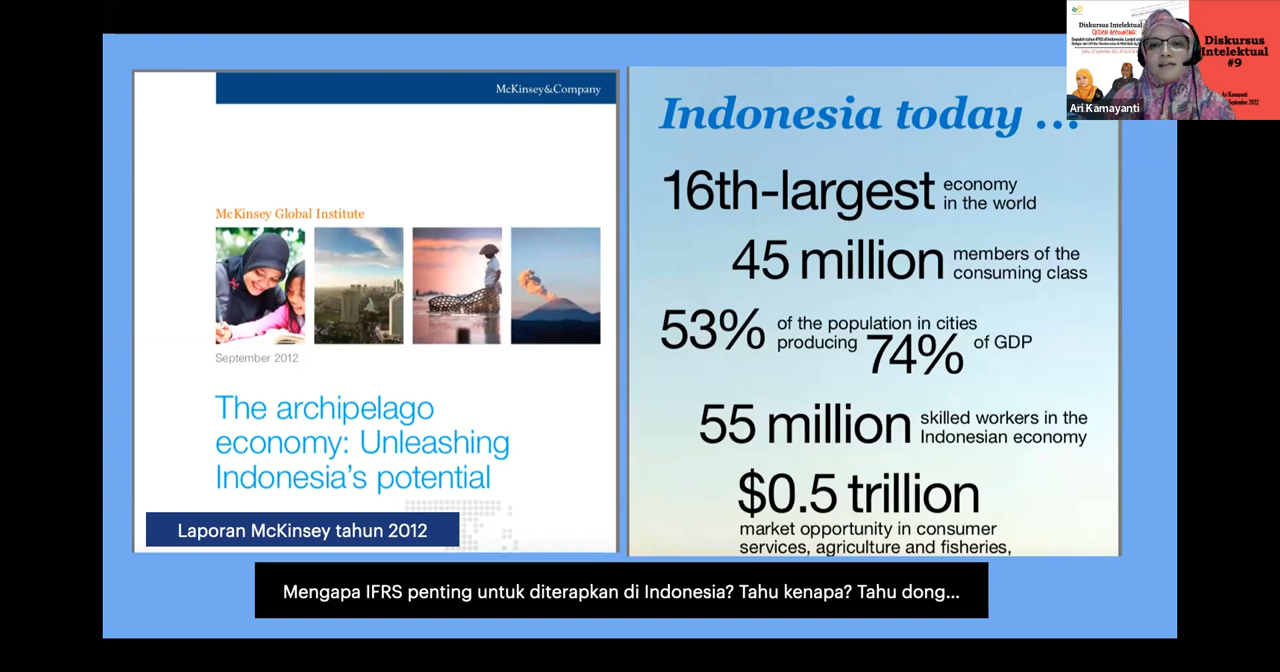 McKinsey&Company
McKinsey Global Institute
September 2012
The archipelago
economy: Unleashing
Indonesia's potential
Laporan McKinsey tahun 2012
Indonesia today ...
16th-largest economy
in the world
45 million members of the
consuming class
53% of the population in cities
producing 74% of GDP
55 million skilled workers in the
Indonesian economy
$0.5 trillion
market opportunity in consumer
services, agriculture and fisheries,
Mengapa IFRS penting untuk diterapkan di Indonesia? Tahu kenapa? Tahu dong...
Diskursus Intelektual
Ari Kamayanti
Diskursus
Intelektual
#9
Ari Kamayanti
September 2022